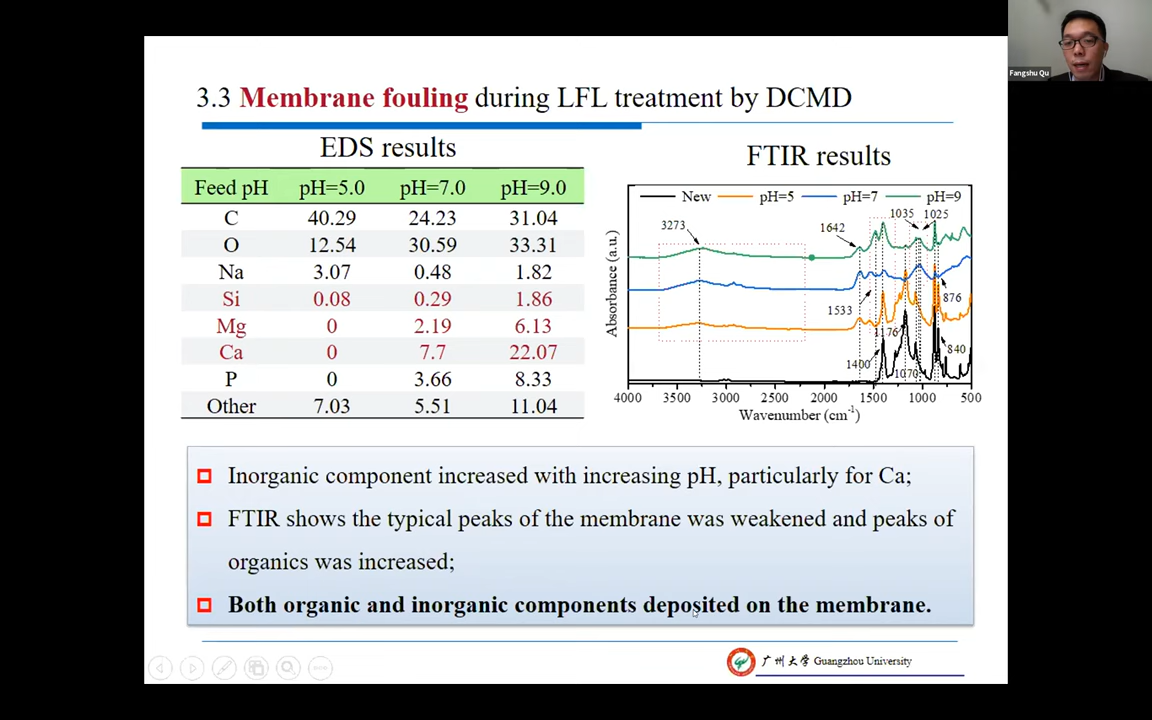 Fangshu Qu
3.3 Membrane fouling during LFL treatment by DCMD
EDS results
Feed pH pH=5.0 pH=7.0 pH=9.0
C 40.29 24.23 31.04
O 12.54 30.59 33.31
Na 3.07 0.48 1.82
Si 0.08 0.29 1.86
Mg 0 2.19 6.13
Ca 0 7.7 22.07
P 0 3.66 8.33
Other 7.03 5.51 11.04
FTIR results
New pH=5 pH=7 pH=9
1035 1025
3273
1642
1533
876
1176
1400
1070
840
Absorbance (a.u.)
4000 3500 3000 2500 2000 1500 1000 500
Wavenumber (cm⁻¹)
Inorganic component increased with increasing pH, particularly for Ca;
FTIR shows the typical peaks of the membrane was weakened and peaks of
organics was increased;
Both organic and inorganic components deposited on the membrane.
广州大学 Guangzhou University